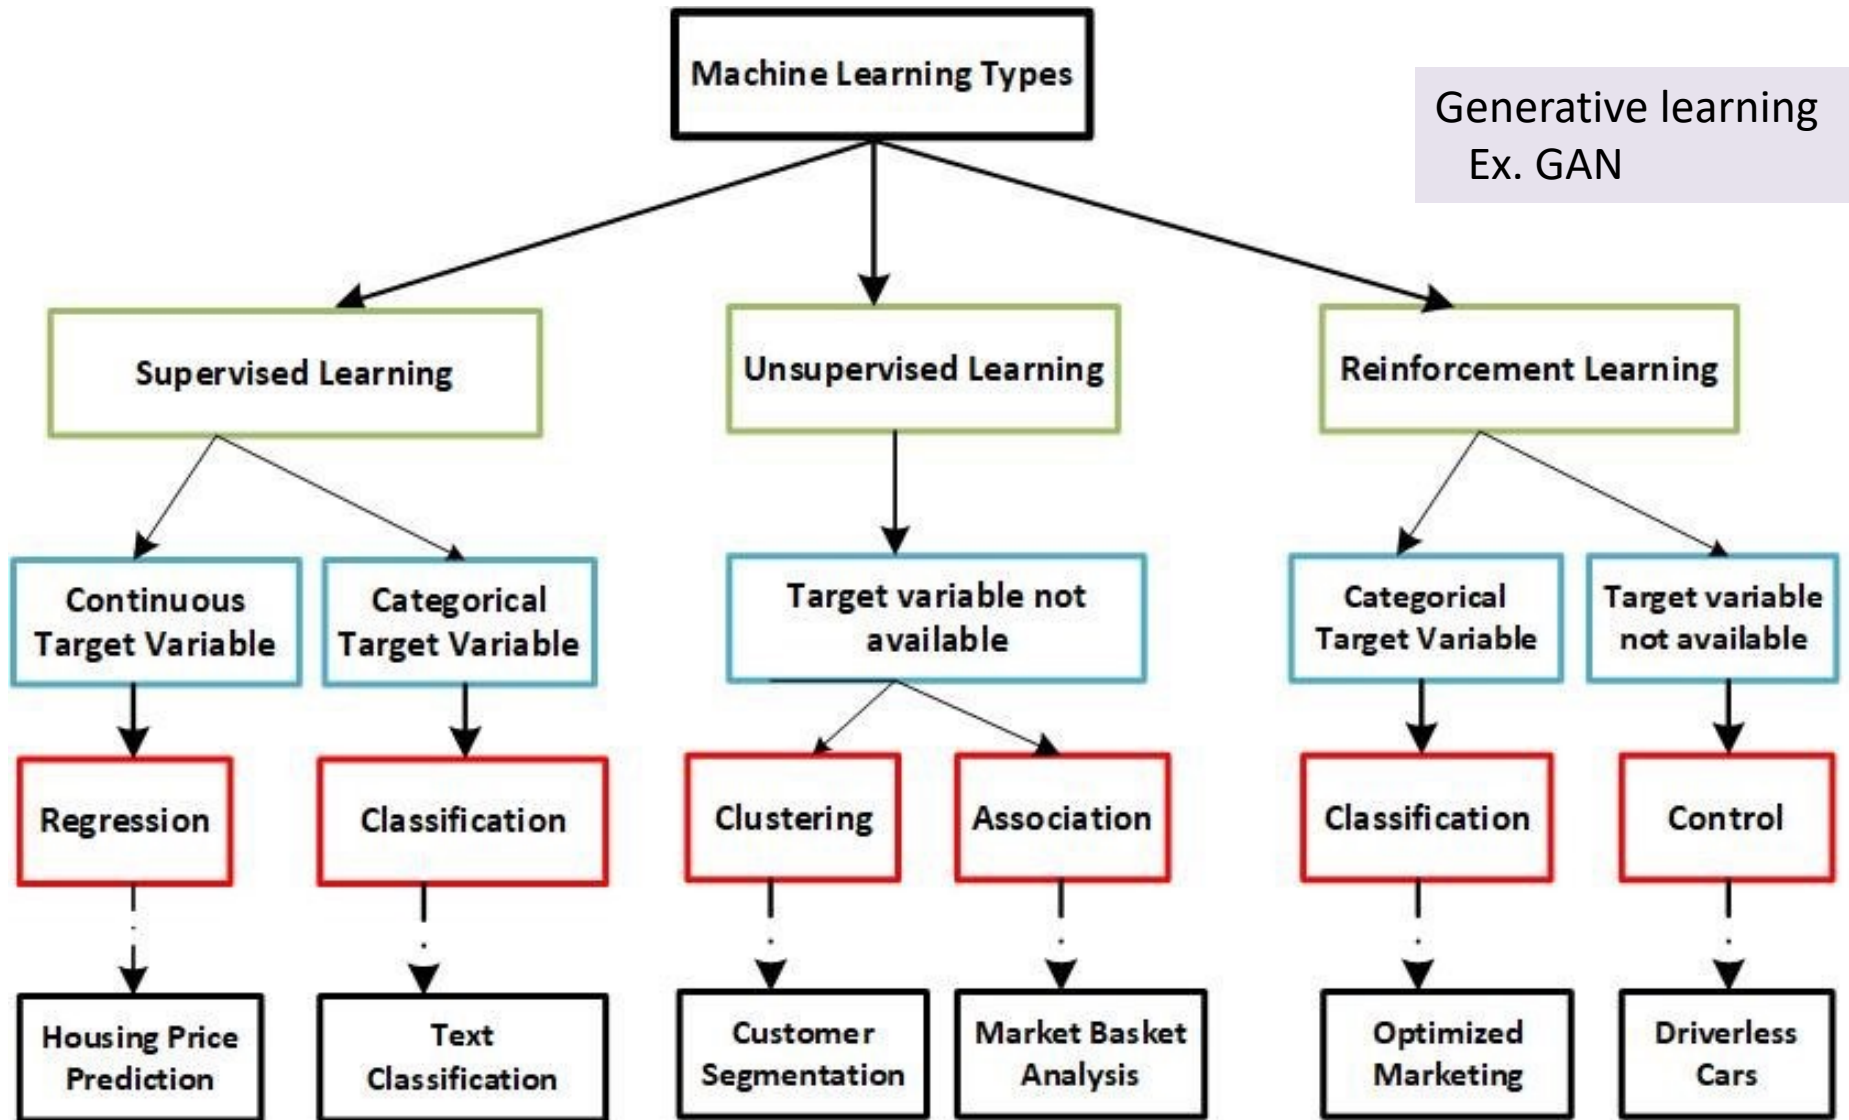 Machine Learning Types
Generative learning
Ex. GAN
Supervised Learning
Unsupervised Learning
Reinforcement Learning
Continuous
Target Variable
Categorical
Target Variable
Target variable not
available
Categorical
Target Variable
Target variable
not available
Regression
Classification
Clustering
Association
Classification
Control
Housing Price
Prediction
Text
Classification
Customer
Segmentation
Market Basket
Analysis
Optimized
Marketing
Driverless
Cars